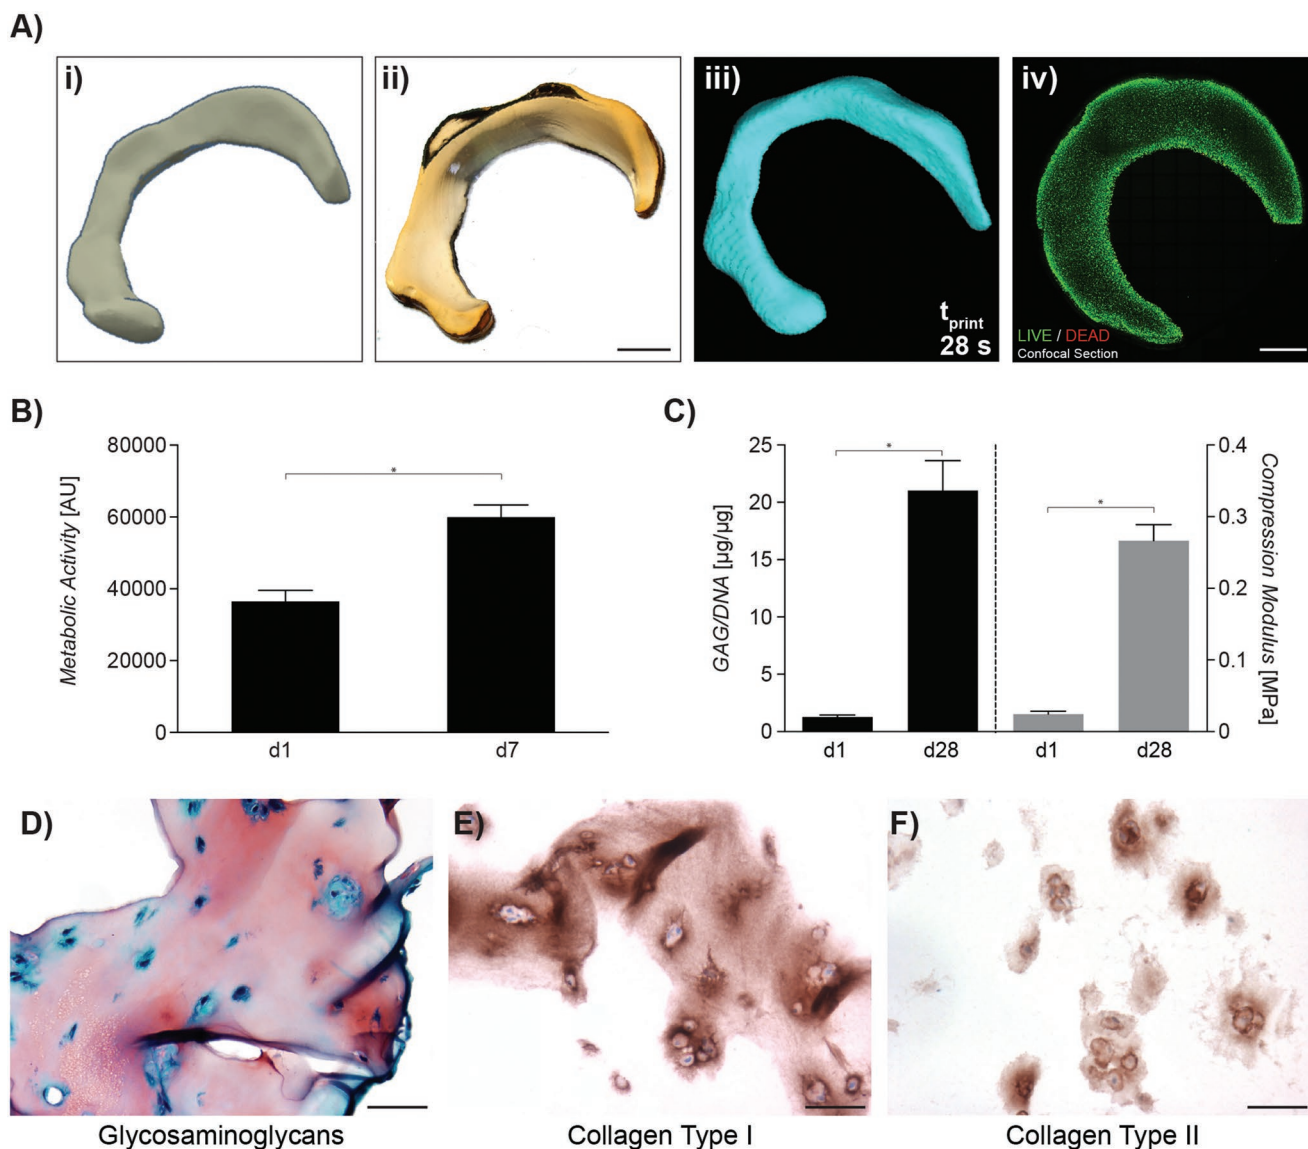 A)
i)
ii)
iii)
iv)
t
print
28 s
LIVE / DEAD
Confocal Section
B)
C)
Metabolic Activity [AU]
80000
60000
40000
20000
0
*
d1
d7
GAG/DNA [µg/µg]
25
20
15
10
5
0
*
*
d1
d28
d1
d28
0.4
0.3
0.2
0.1
0
Compression Modulus [MPa]
D)
E)
F)
Glycosaminoglycans
Collagen Type I
Collagen Type II